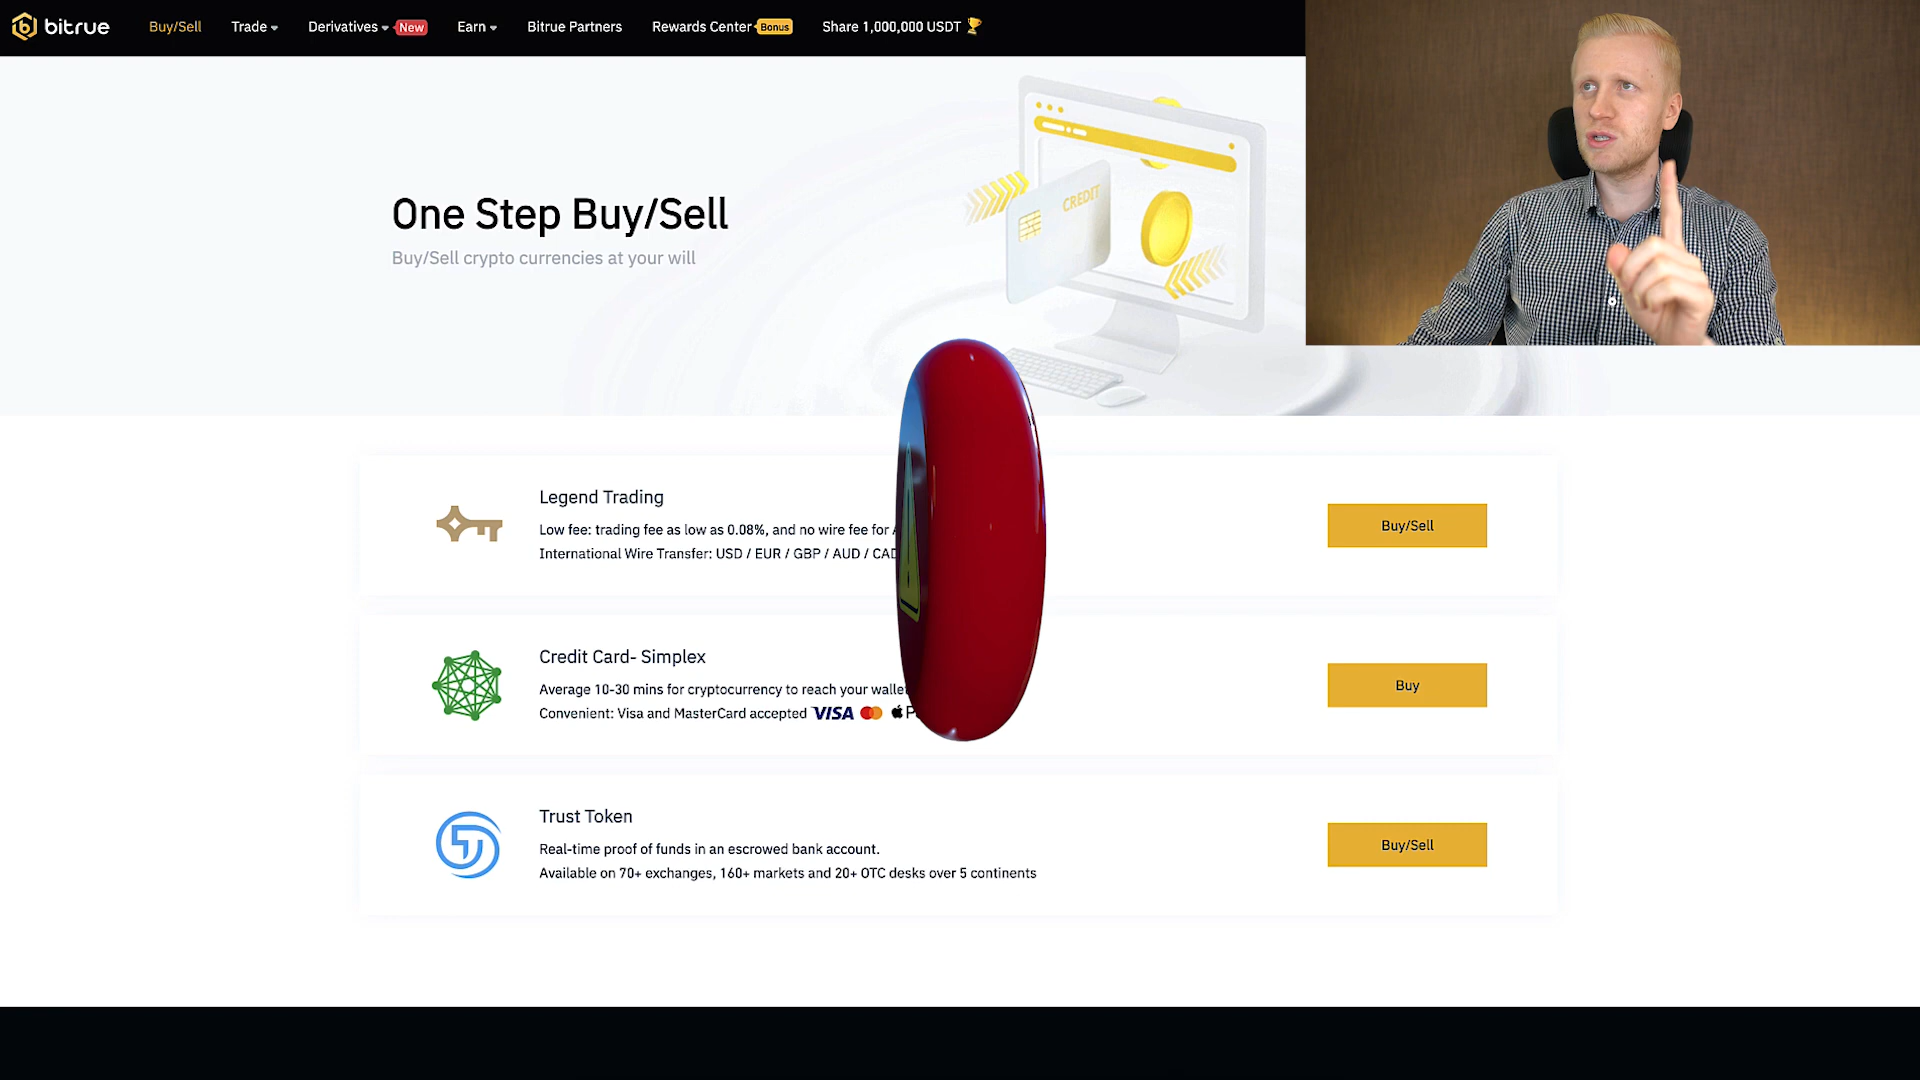 bitrue
Buy/Sell
Trade
Derivatives
New
Earn
Bitrue Partners
Rewards Center
Bonus
Share 1,000,000 USDT
CREDIT
One Step Buy/Sell
Buy/Sell crypto currencies at your will
Legend Trading
Low fee: trading fee as low as 0.08%, and no wire fee for
International Wire Transfer: USD / EUR / GBP / AUD / CAD
Buy/Sell
Credit Card- Simplex
Average 10-30 mins for cryptocurrency to reach your wallet
Convenient: Visa and MasterCard accepted VISA
Buy
Trust Token
Real-time proof of funds in an escrowed bank account.
Available on 70+ exchanges, 160+ markets and 20+ OTC desks over 5 continents
Buy/Sell